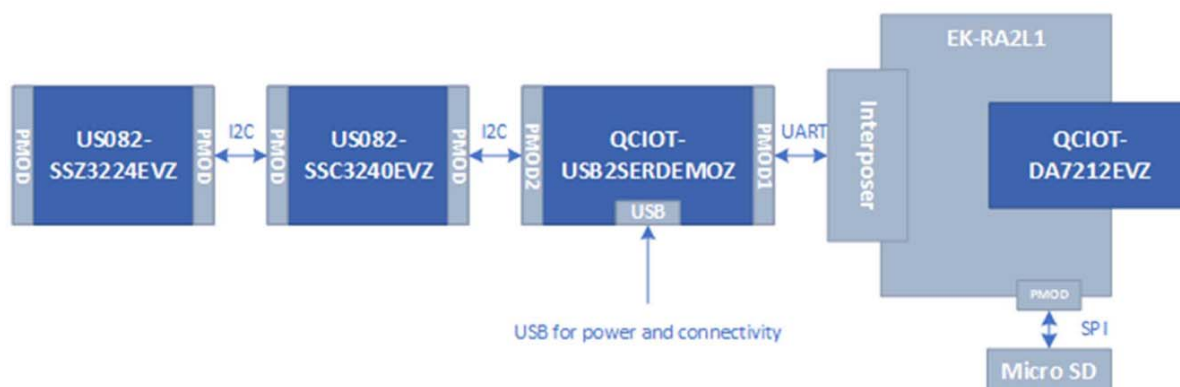 EK-RA2L1
PMOD
US082-
SSZ3224EVZ
PMOD
I2C
PMOD
US082-
SSC3240EVZ
PMOD
I2C
PMOD2
QCIOT-
USB2SERDEMOZ
USB
PMOD1
UART
Interposer
QCIOT-
DA7212EVZ
USB for power and connectivity
PMOD
SPI
Micro SD